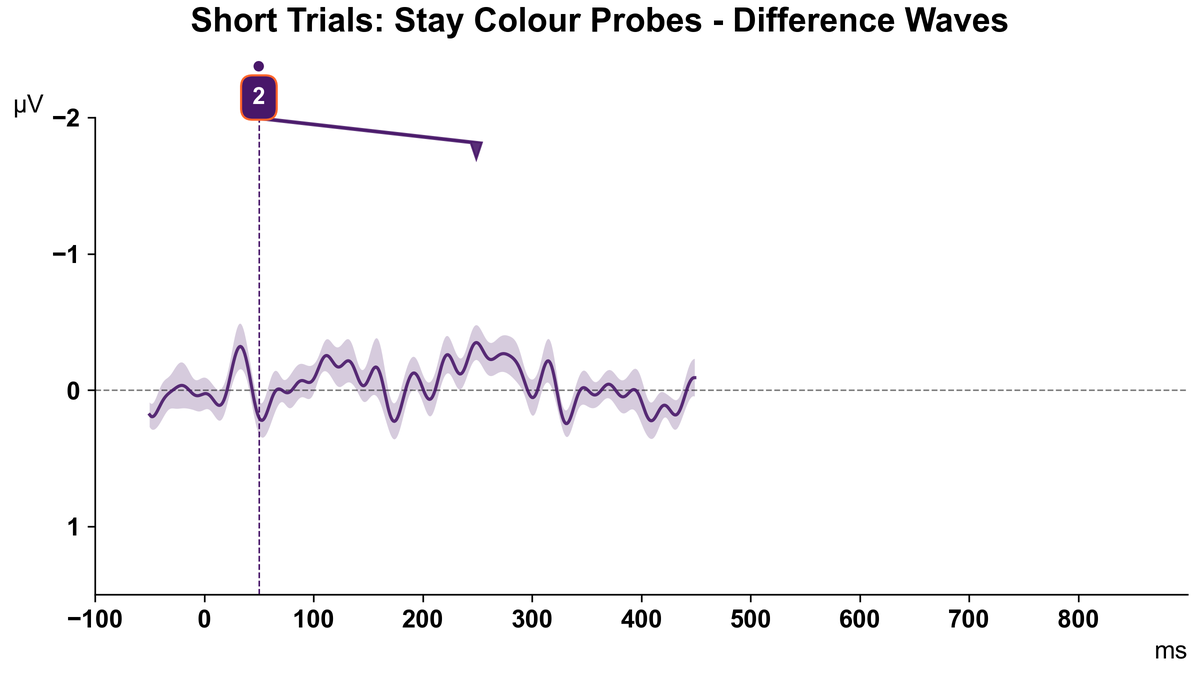 Short Trials: Stay Colour Probes - Difference Waves
2
μV
−2
−1
0
1
−100 0 100 200 300 400 500 600 700 800
ms